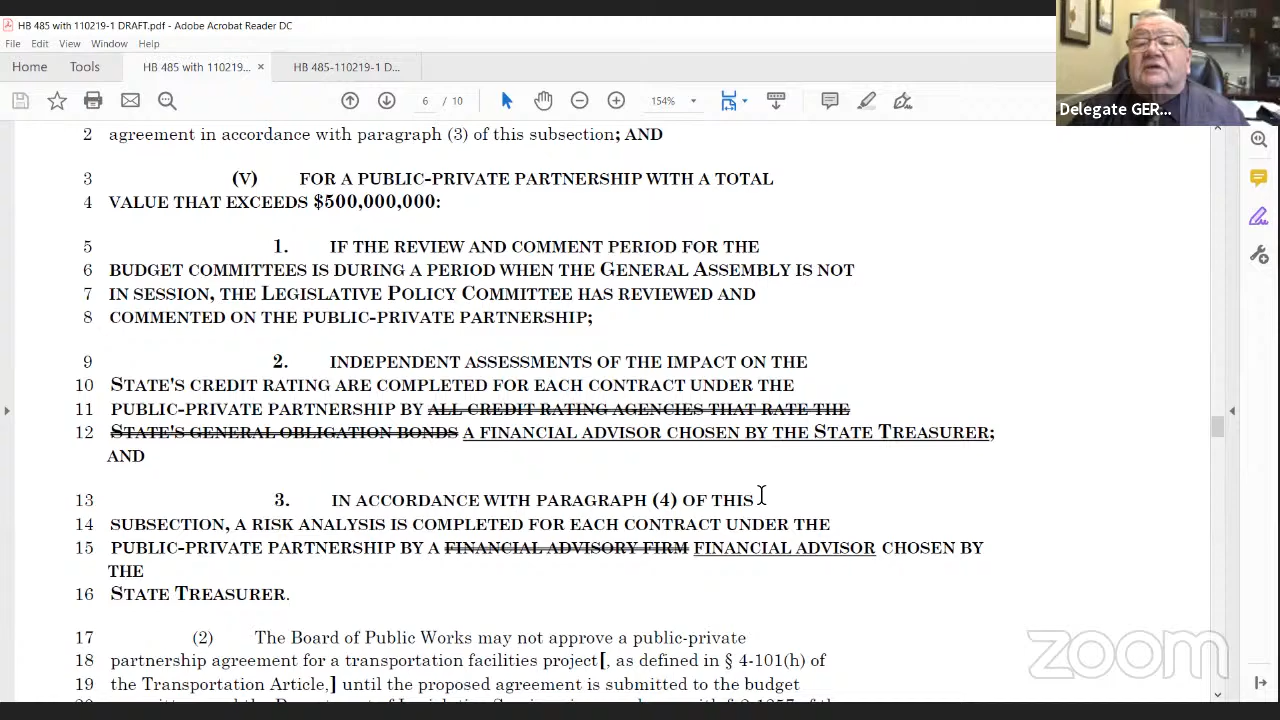 HB 485 with 110219-1 DRAFT.pdf - Adobe Acrobat Reader DC
File Edit View Window Help
Home Tools HB 485 with 110219... × HB 485-110219-1 D...
6 / 10 154%
Delegate GER...
2 agreement in accordance with paragraph (3) of this subsection; AND
3 (V) FOR A PUBLIC-PRIVATE PARTNERSHIP WITH A TOTAL
4 VALUE THAT EXCEEDS $500,000,000:
5 1. IF THE REVIEW AND COMMENT PERIOD FOR THE
6 BUDGET COMMITTEES IS DURING A PERIOD WHEN THE GENERAL ASSEMBLY IS NOT
7 IN SESSION, THE LEGISLATIVE POLICY COMMITTEE HAS REVIEWED AND
8 COMMENTED ON THE PUBLIC-PRIVATE PARTNERSHIP;
9 2. INDEPENDENT ASSESSMENTS OF THE IMPACT ON THE
10 STATE'S CREDIT RATING ARE COMPLETED FOR EACH CONTRACT UNDER THE
11 PUBLIC-PRIVATE PARTNERSHIP BY ALL CREDIT RATING AGENCIES THAT RATE THE
12 STATE'S GENERAL OBLIGATION BONDS A FINANCIAL ADVISOR CHOSEN BY THE STATE TREASURER;
AND
13 3. IN ACCORDANCE WITH PARAGRAPH (4) OF THIS
14 SUBSECTION, A RISK ANALYSIS IS COMPLETED FOR EACH CONTRACT UNDER THE
15 PUBLIC-PRIVATE PARTNERSHIP BY A FINANCIAL ADVISORY FIRM FINANCIAL ADVISOR CHOSEN BY
THE
16 STATE TREASURER.
17 (2) The Board of Public Works may not approve a public-private
18 partnership agreement for a transportation facilities project[, as defined in § 4-101(h) of
19 the Transportation Article,] until the proposed agreement is submitted to the budget
zoom